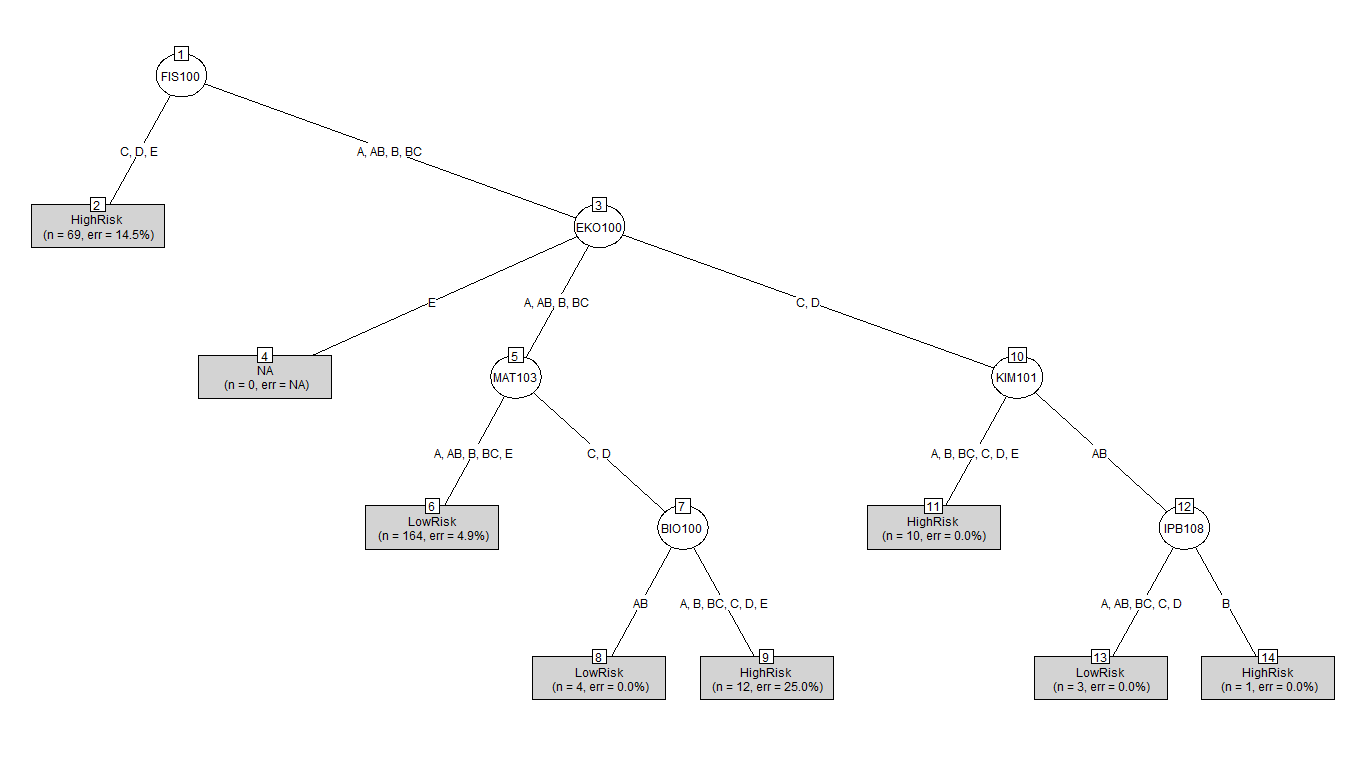 1
FIS100
C, D, E
A, AB, B, BC
2
HighRisk
(n = 69, err = 14.5%)
3
EKO100
E
A, AB, B, BC
C, D
4
NA
(n = 0, err = NA)
5
MAT103
10
KIM101
A, AB, B, BC, E
C, D
A, B, BC, C, D, E
AB
6
LowRisk
(n = 164, err = 4.9%)
7
BIO100
11
HighRisk
(n = 10, err = 0.0%)
12
IPB108
AB
A, B, BC, C, D, E
A, AB, BC, C, D
B
8
LowRisk
(n = 4, err = 0.0%)
9
HighRisk
(n = 12, err = 25.0%)
13
LowRisk
(n = 3, err = 0.0%)
14
HighRisk
(n = 1, err = 0.0%)